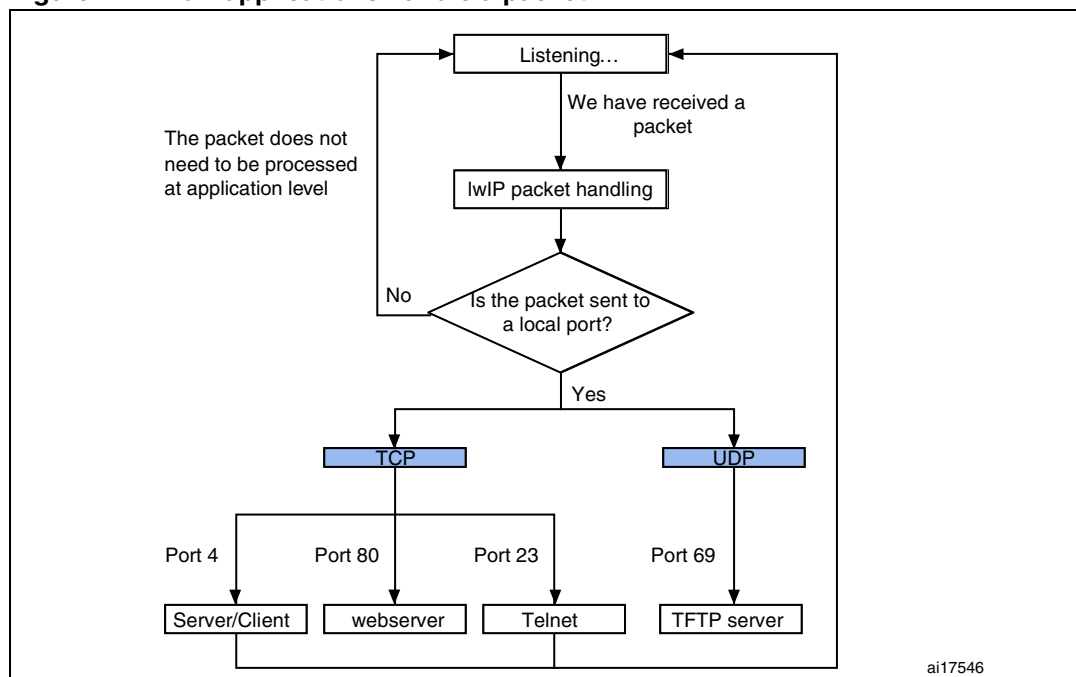 Listening...
We have received a
packet
The packet does not
need to be processed
at application level
lwIP packet handling
No
Is the packet sent to
a local port?
Yes
TCP
UDP
Port 4
Port 80
Port 23
Port 69
Server/Client
webserver
Telnet
TFTP server
ai17546